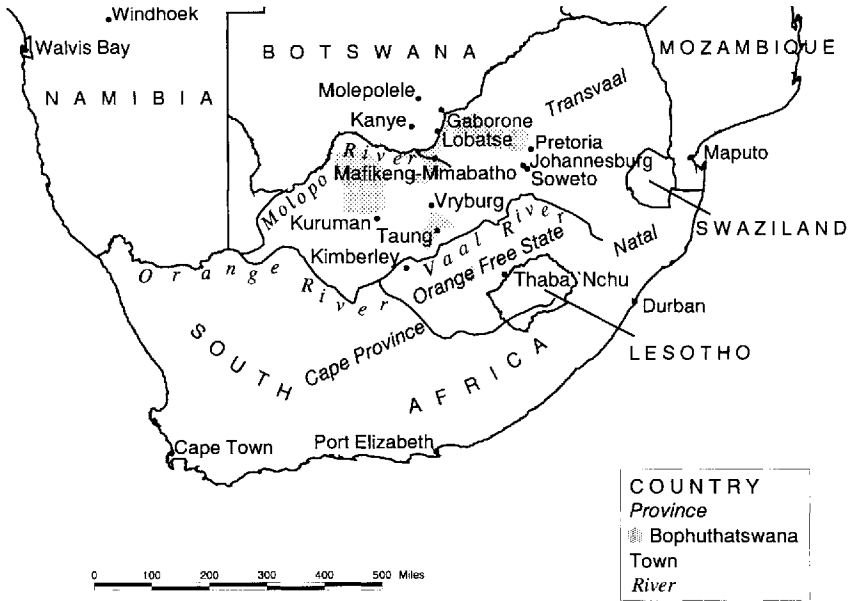 Windhoek
Walvis Bay
BOTSWANA
MOZAMBIQUE
NAMIBIA
Molepolele
Transvaal
Kanye
Gaborone
Lobatse
Pretoria
Maputo
Molopo River
Mafikeng-Mmabatho
Johannesburg
Soweto
Vryburg
Kuruman
SWAZILAND
Taung
Vaal River
Natal
Kimberley
Orange River
Orange Free State
Thaba 'Nchu
Durban
LESOTHO
SOUTH AFRICA
Cape Province
Cape Town
Port Elizabeth
COUNTRY
Province
Bophuthatswana
Town
River
0 100 200 300 400 500 Miles